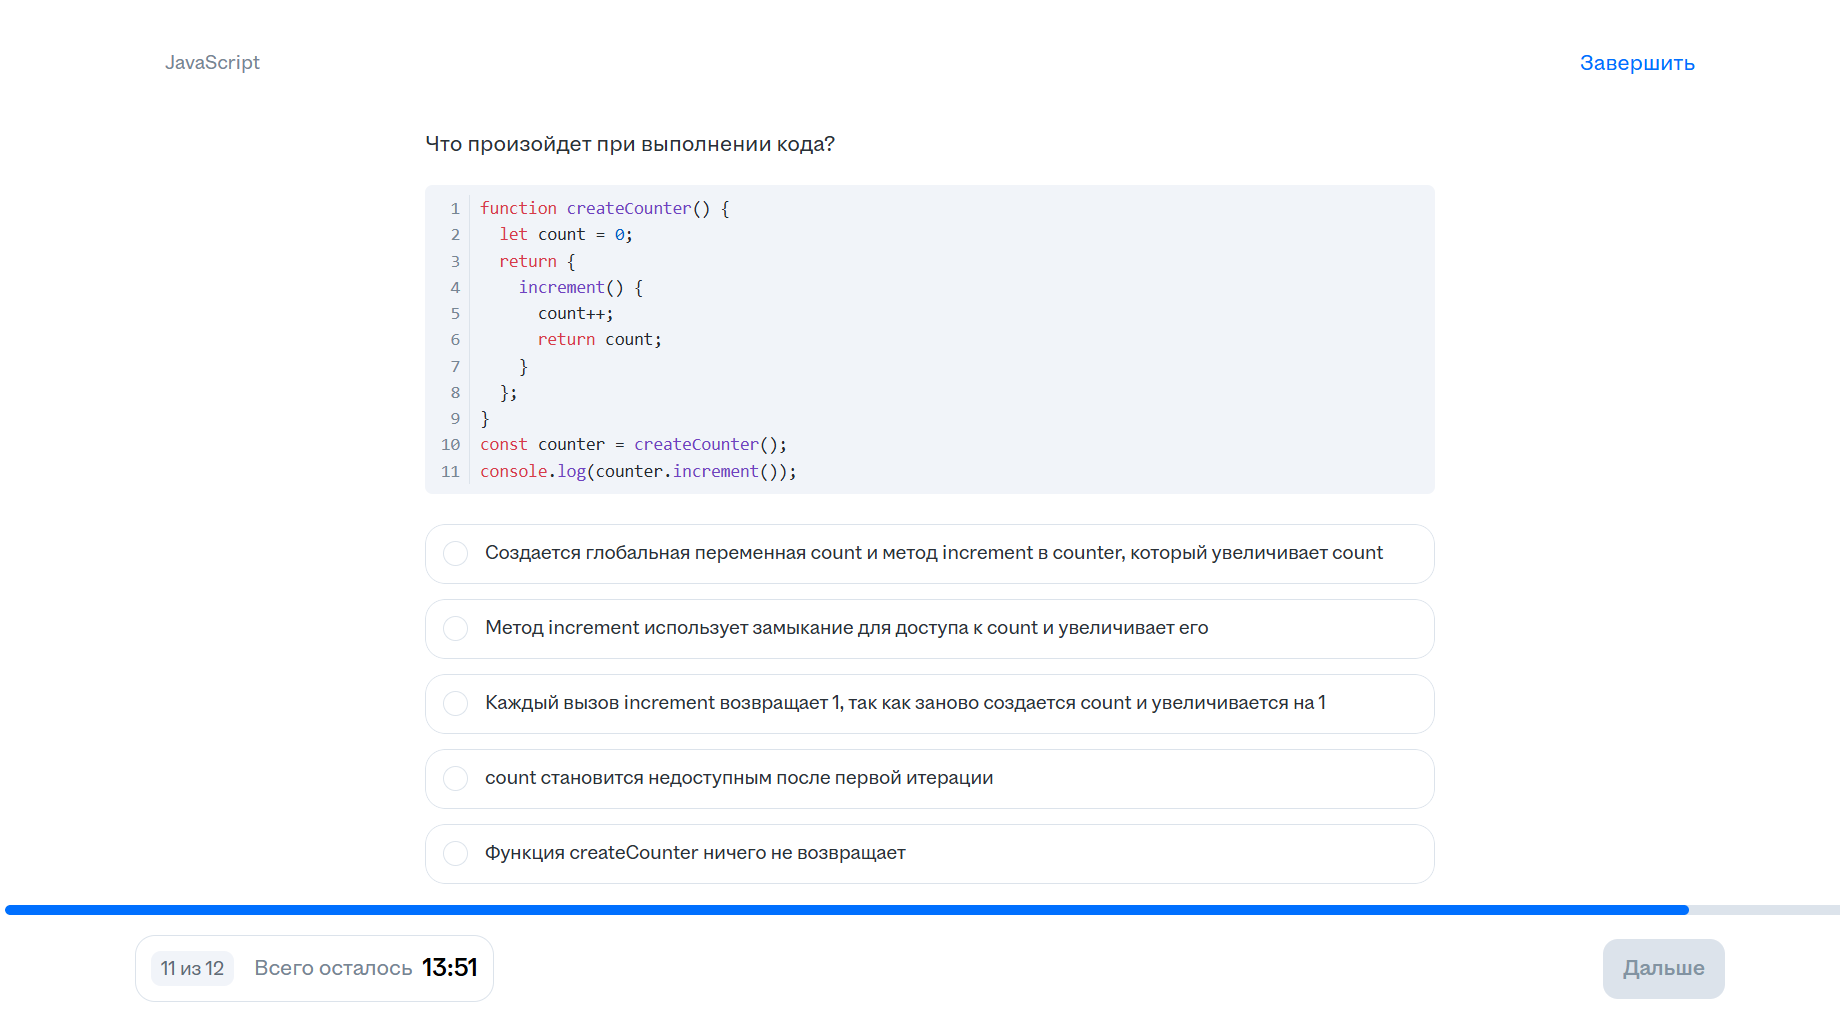 JavaScript
Завершить
Что произойдет при выполнении кода?
1 function createCounter() {
2   let count = 0;
3   return {
4     increment() {
5       count++;
6       return count;
7     }
8   };
9 }
10 const counter = createCounter();
11 console.log(counter.increment());
Создается глобальная переменная count и метод increment в counter, который увеличивает count
Метод increment использует замыкание для доступа к count и увеличивает его
Каждый вызов increment возвращает 1, так как заново создается count и увеличивается на 1
count становится недоступным после первой итерации
Функция createCounter ничего не возвращает
11 из 12 Всего осталось 13:51
Дальше